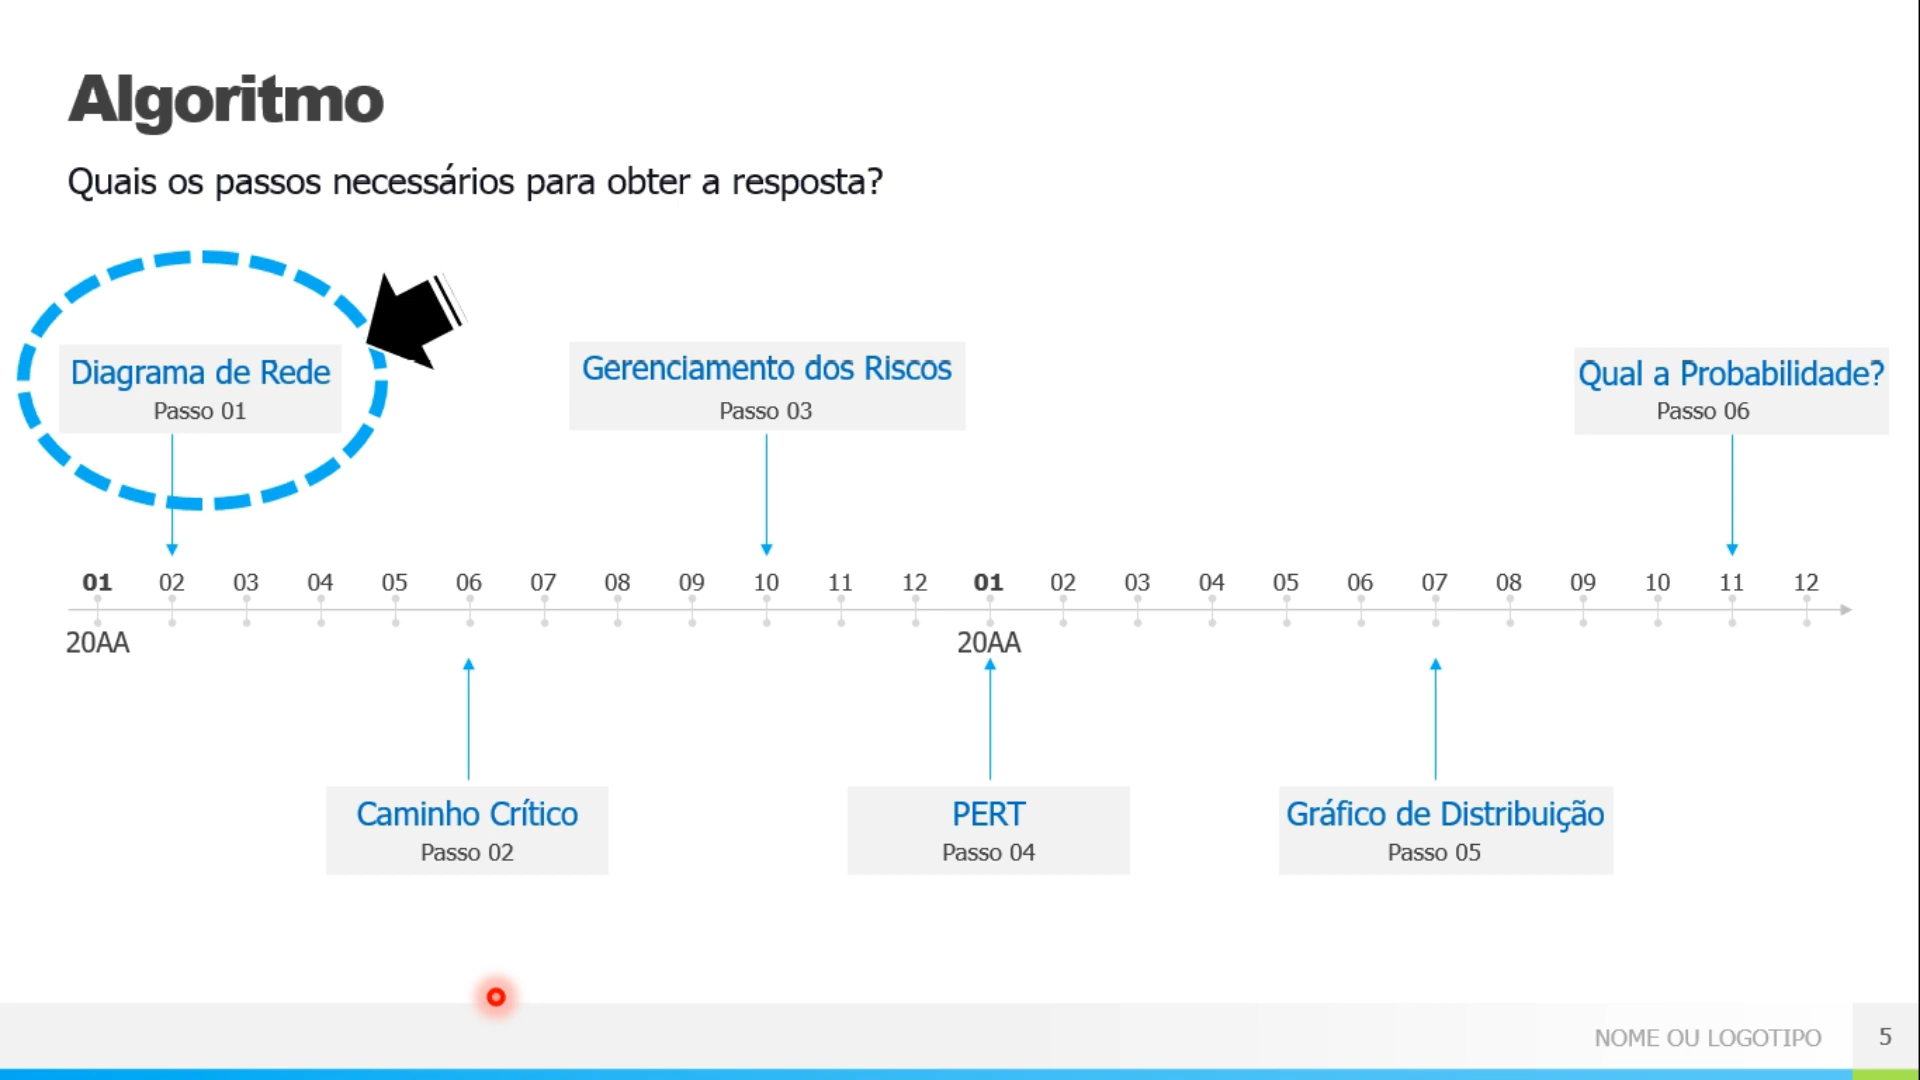 Algoritmo
Quais os passos necessários para obter a resposta?
Diagrama de Rede
Passo 01
Gerenciamento dos Riscos
Passo 03
Qual a Probabilidade?
Passo 06
01 02 03 04 05 06 07 08 09 10 11 12 01 02 03 04 05 06 07 08 09 10 11 12
20AA 20AA
Caminho Crítico
Passo 02
PERT
Passo 04
Gráfico de Distribuição
Passo 05
NOME OU LOGOTIPO 5